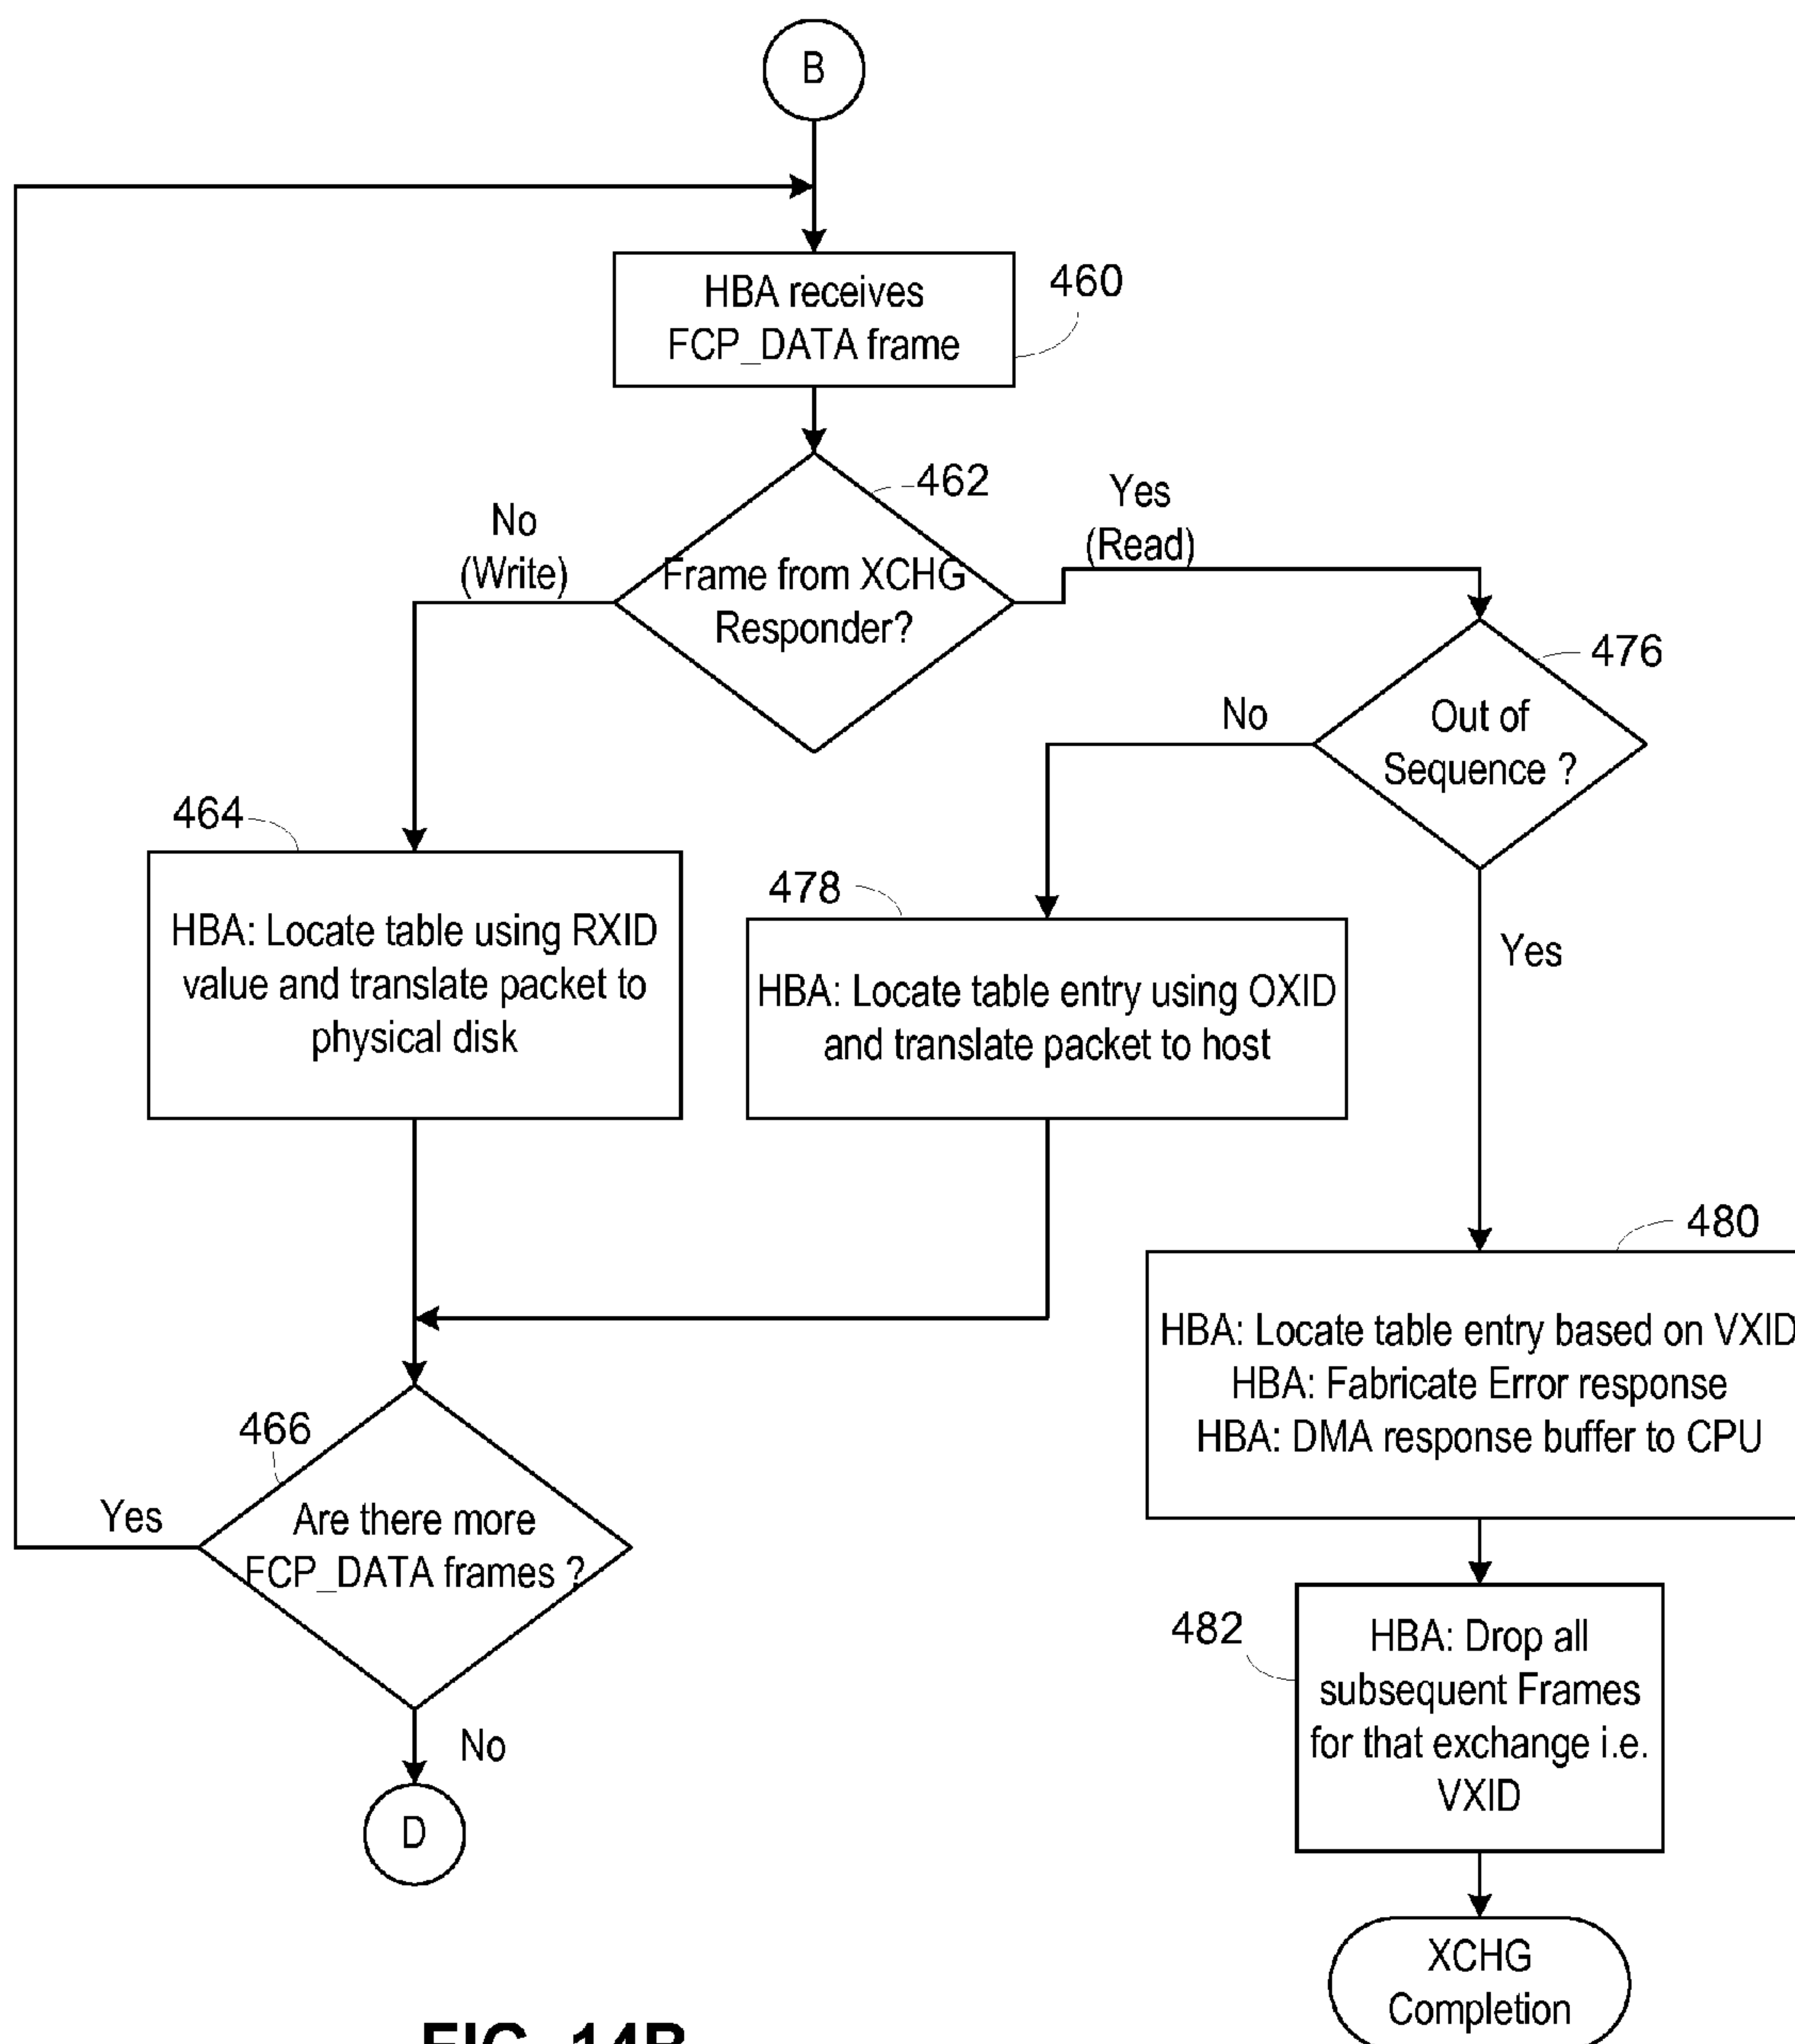 B
HBA receives
FCP_DATA frame
460
462
Frame from XCHG
Responder?
No
(Write)
Yes
(Read)
476
Out of
Sequence ?
No
Yes
464
HBA: Locate table using RXID
value and translate packet to
physical disk
478
HBA: Locate table entry using OXID
and translate packet to host
480
HBA: Locate table entry based on VXID
HBA: Fabricate Error response
HBA: DMA response buffer to CPU
466
Are there more
FCP_DATA frames ?
Yes
No
D
482
HBA: Drop all
subsequent Frames
for that exchange i.e.
VXID
XCHG
Completion
FIG. 14B